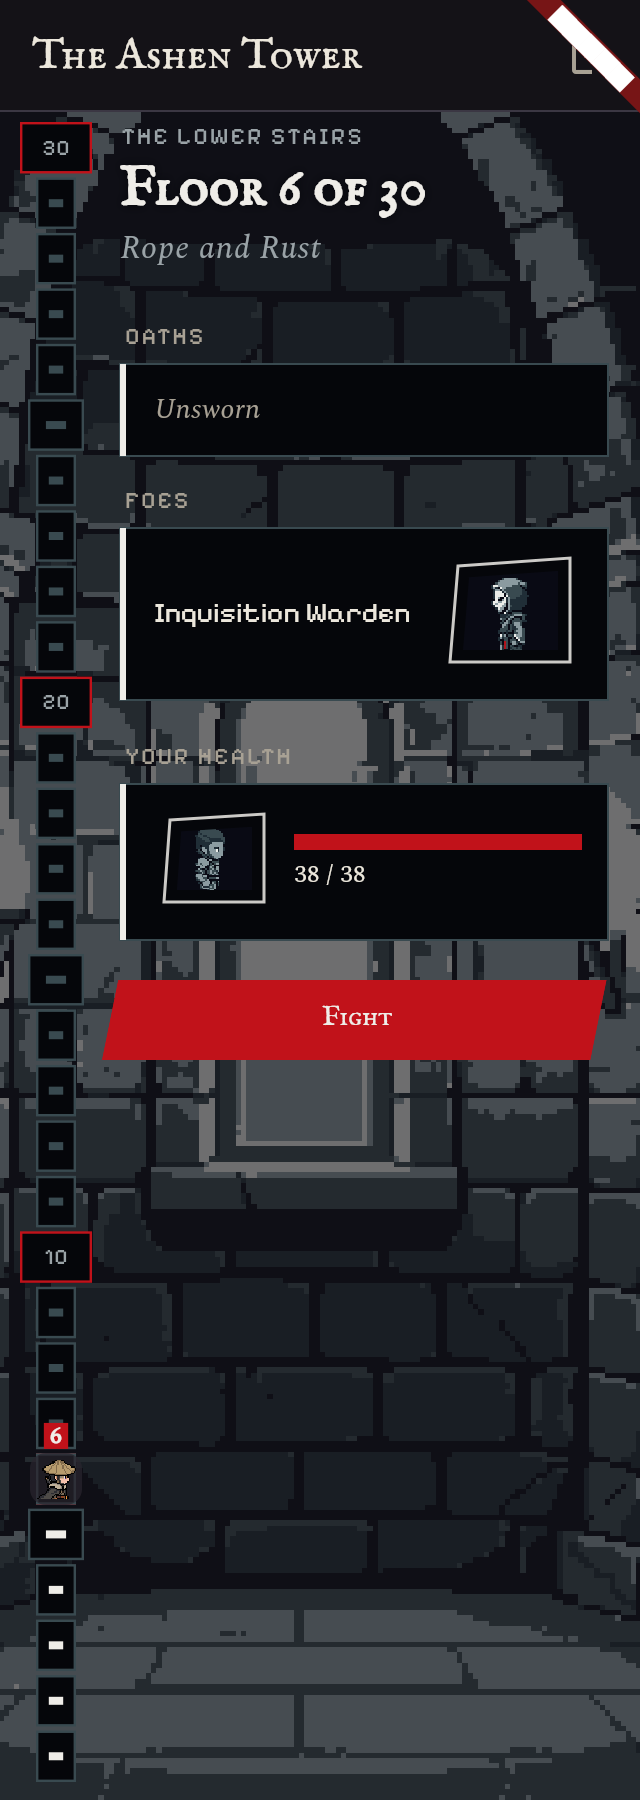 The Ashen Tower
30
THE LOWER STAIRS
Floor 6 of 30
Rope and Rust
OATHS
Unsworn
FOES
Inquisition Warden
20
YOUR HEALTH
38 / 38
Fight
10
6